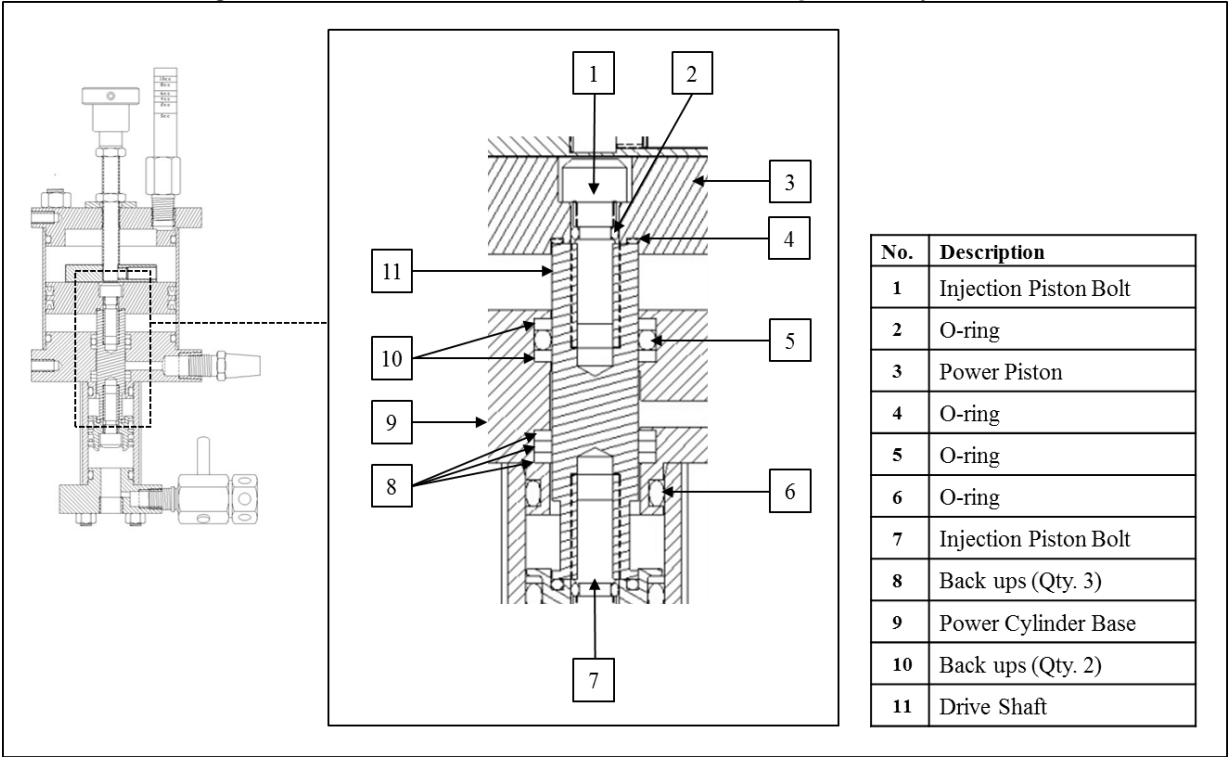 1
2
3
4
11
10
5
9
8
6
7
No. Description
1 Injection Piston Bolt
2 O-ring
3 Power Piston
4 O-ring
5 O-ring
6 O-ring
7 Injection Piston Bolt
8 Back ups (Qty. 3)
9 Power Cylinder Base
10 Back ups (Qty. 2)
11 Drive Shaft